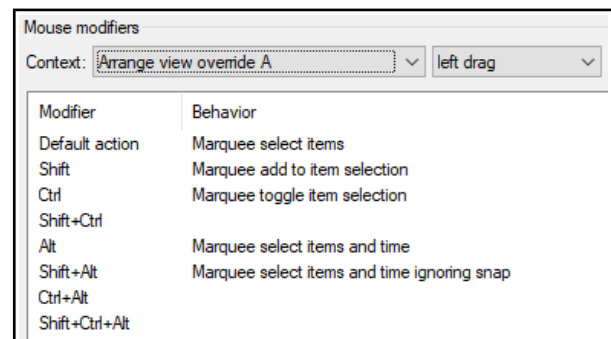 Mouse modifiers
Context: Arrange view override A left drag
Modifier Behavior
Default action Marquee select items
Shift Marquee add to item selection
Ctrl Marquee toggle item selection
Shift+Ctrl
Alt Marquee select items and time
Shift+Alt Marquee select items and time ignoring snap
Ctrl+Alt
Shift+Ctrl+Alt